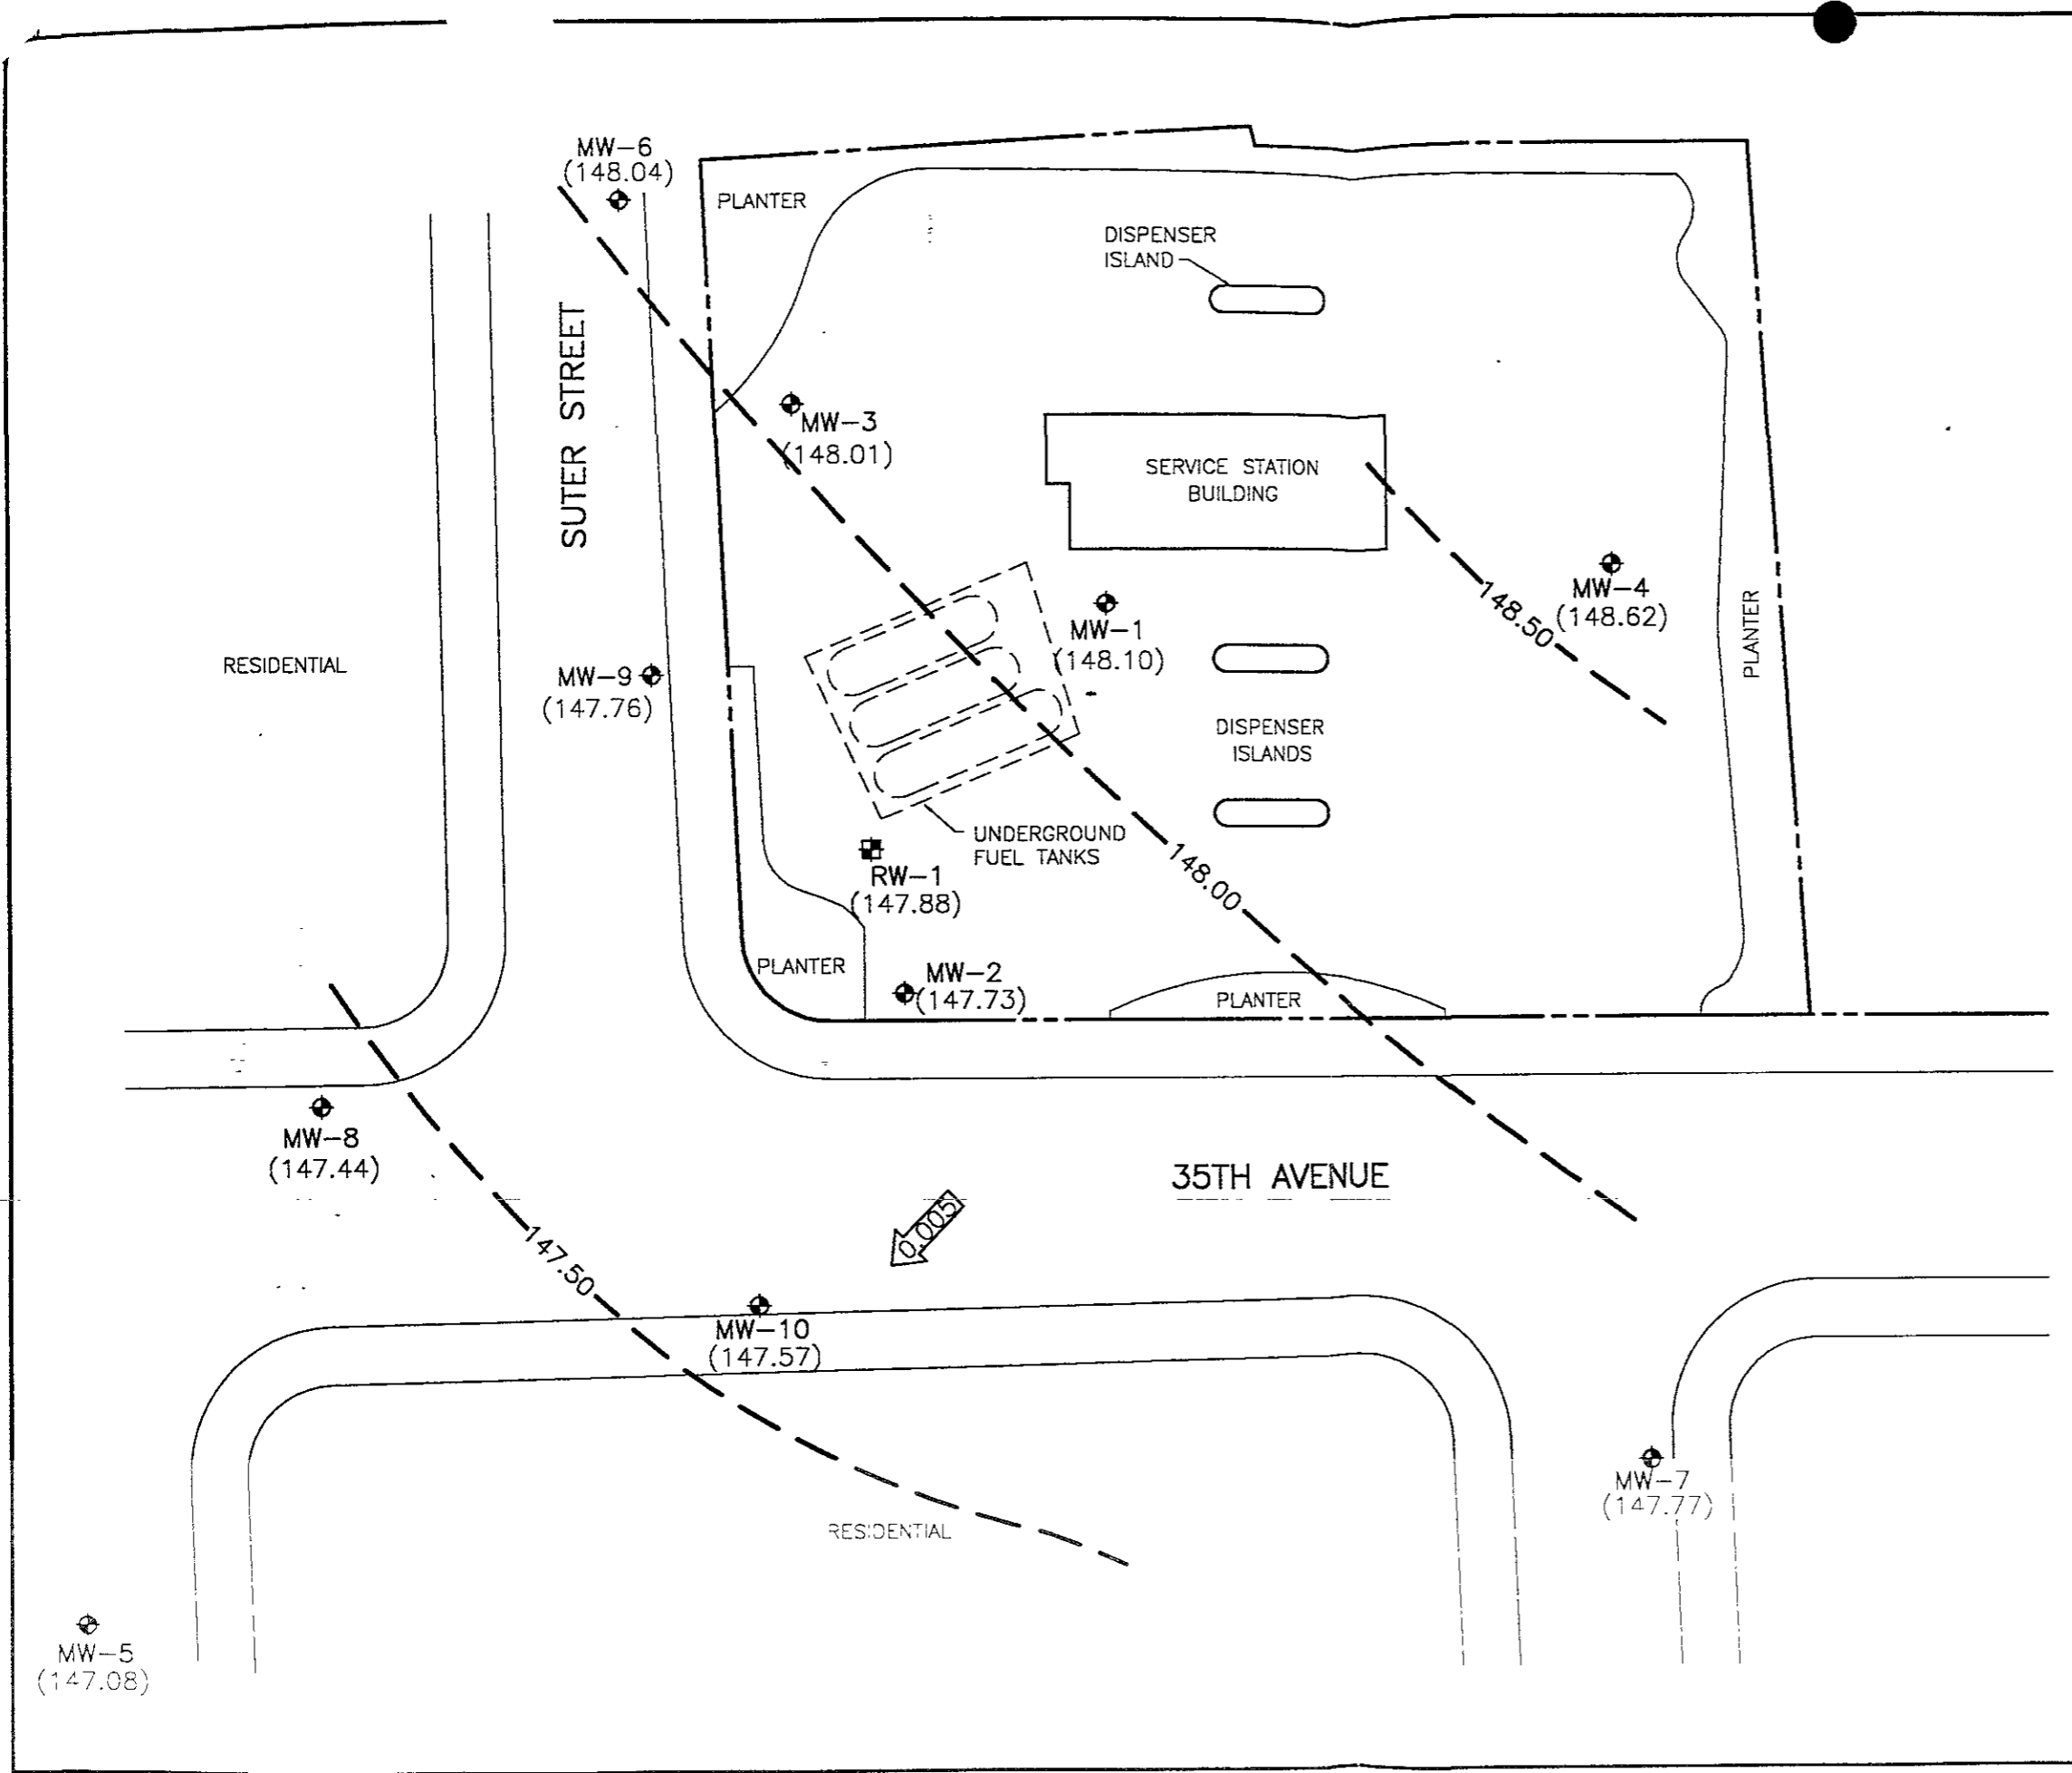 MW-6
(148.04)
PLANTER
DISPENSER
ISLAND
SUTER STREET
MW-3
(148.01)
SERVICE STATION
BUILDING
MW-4
(148.62)
148.50
PLANTER
MW-1
(148.10)
RESIDENTIAL
MW-9
(147.76)
DISPENSER
ISLANDS
UNDERGROUND
FUEL TANKS
148.00
RW-1
(147.88)
PLANTER
MW-2
(147.73)
PLANTER
MW-8
(147.44)
35TH AVENUE
0.005
147.50
MW-10
(147.57)
MW-7
(147.77)
RESIDENTIAL
MW-5
(147.08)